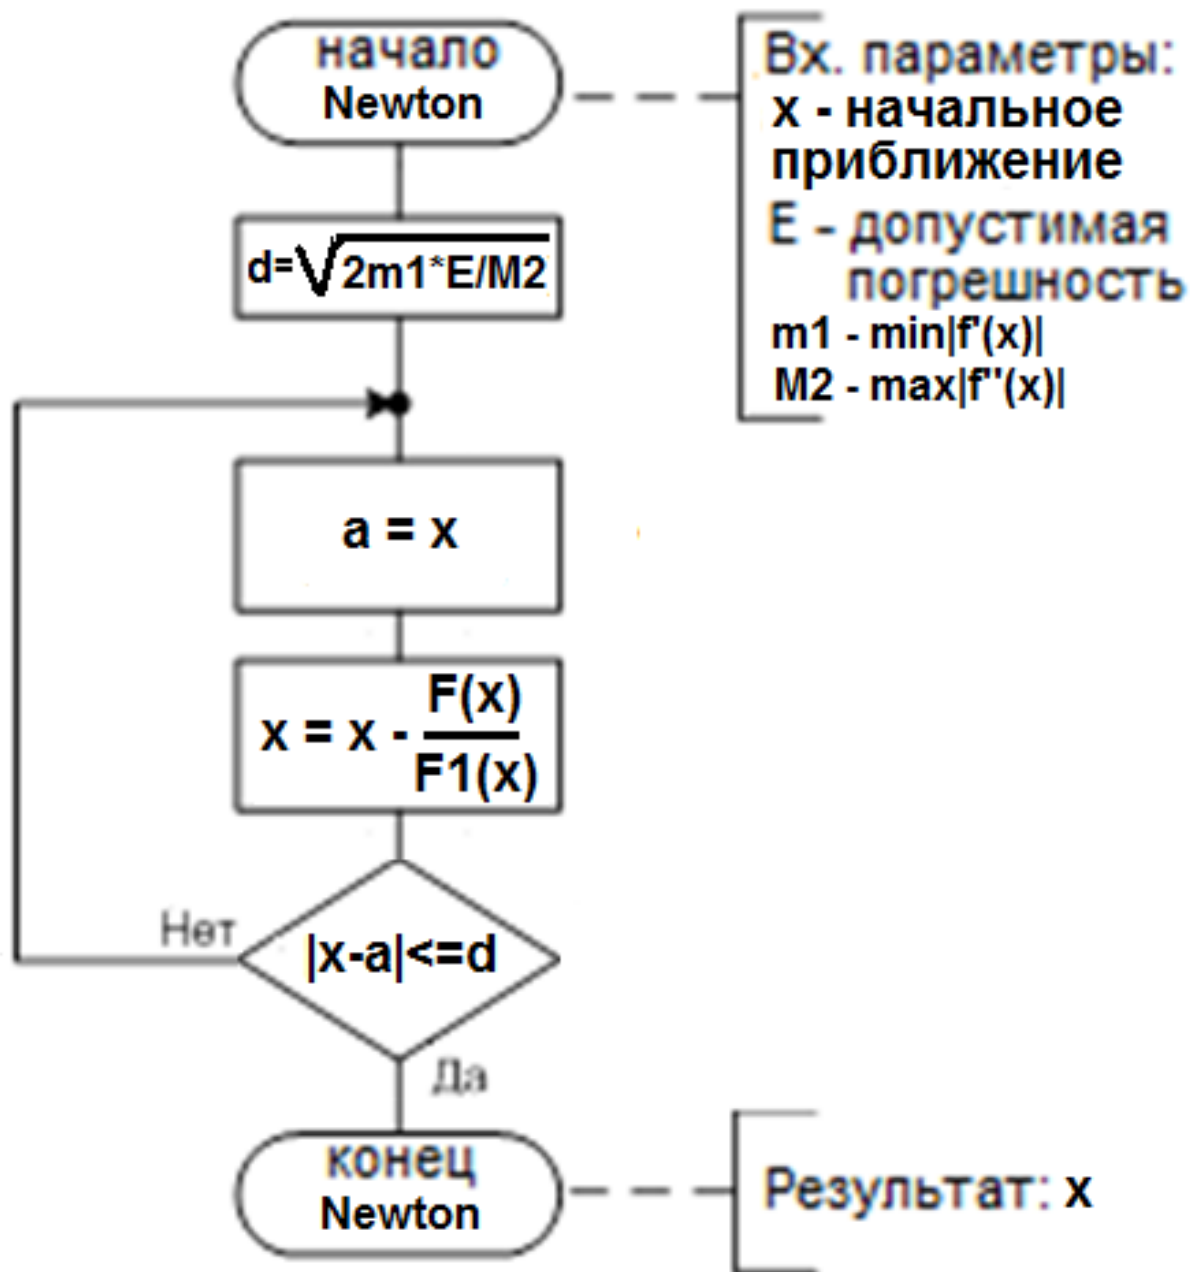 начало
Newton
Вх. параметры:
x - начальное
приближение
E - допустимая
погрешность
m1 - min|f'(x)|
M2 - max|f"(x)|
d=√2m1*E/M2
a = x
x = x - F(x)
F1(x)
Нет
|x-a|<=d
Да
конец
Newton
Результат: x